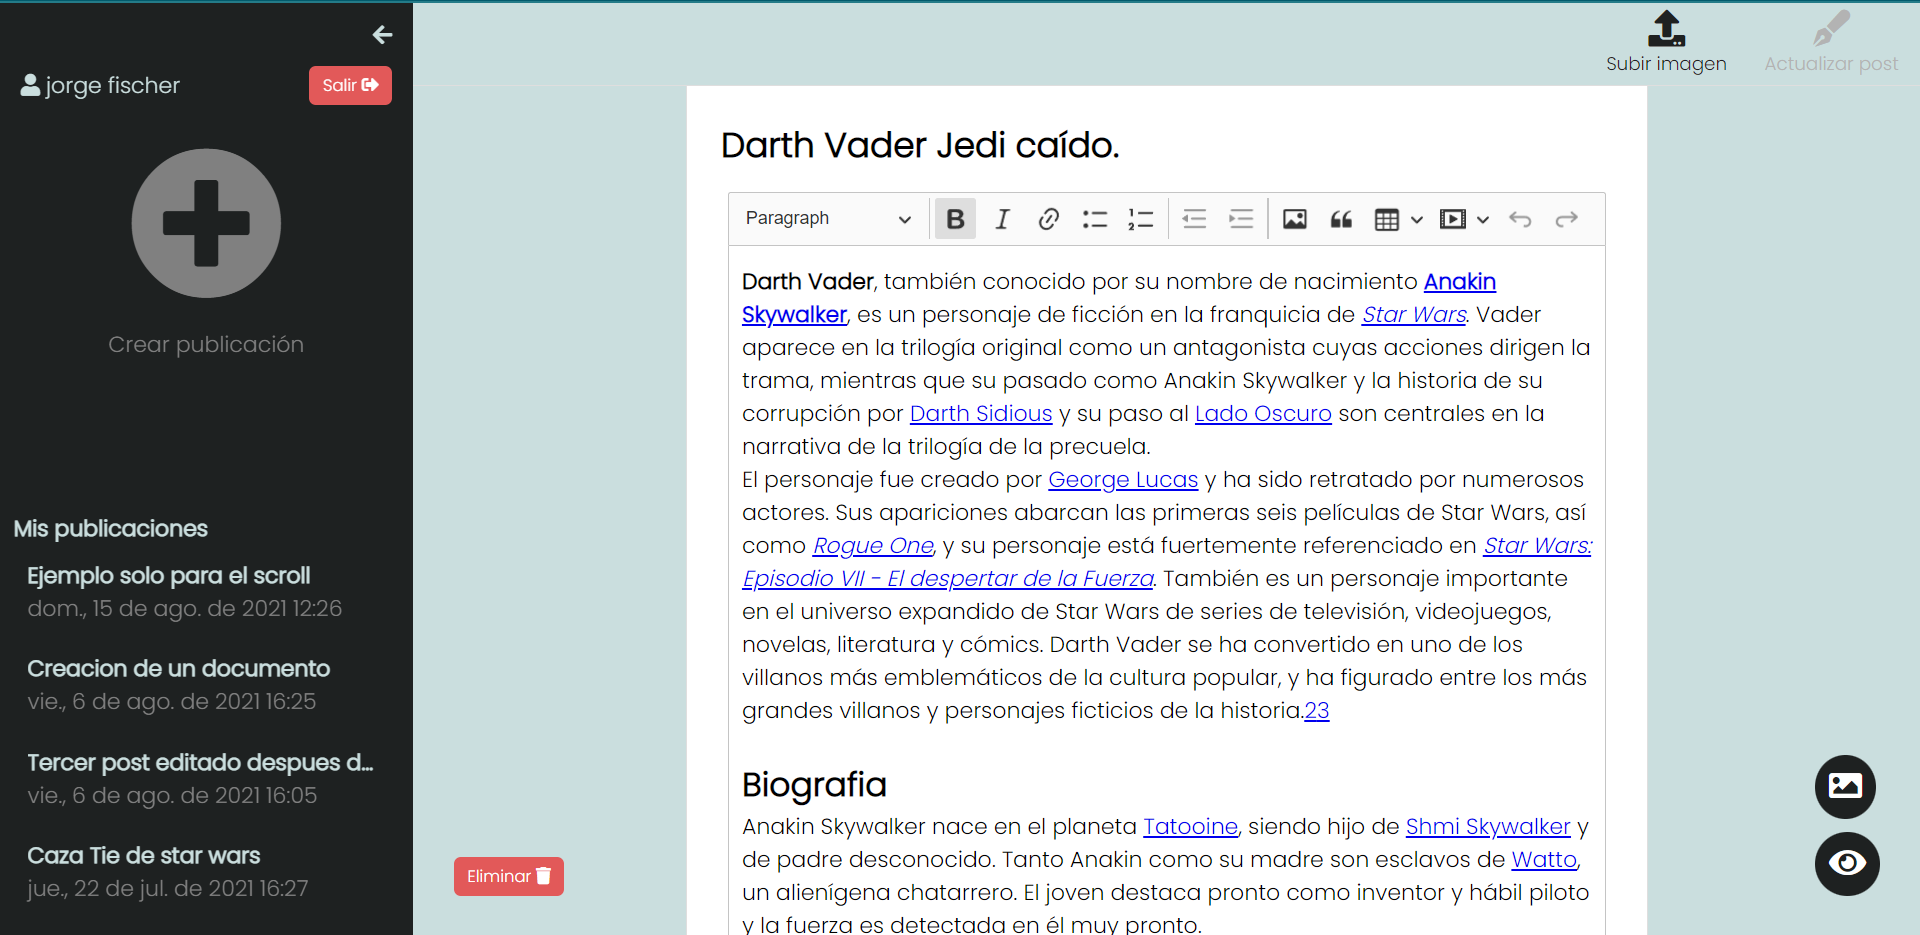 jorge fischer
Salir
Crear publicación
Mis publicaciones
Ejemplo solo para el scroll
dom., 15 de ago. de 2021 12:26
Creacion de un documento
vie., 6 de ago. de 2021 16:25
Tercer post editado despues d...
vie., 6 de ago. de 2021 16:05
Caza Tie de star wars
jue., 22 de jul. de 2021 16:27
Subir imagen
Actualizar post
Darth Vader Jedi caído.
Paragraph
Darth Vader, también conocido por su nombre de nacimiento Anakin
Skywalker, es un personaje de ficción en la franquicia de Star Wars. Vader
aparece en la trilogía original como un antagonista cuyas acciones dirigen la
trama, mientras que su pasado como Anakin Skywalker y la historia de su
corrupción por Darth Sidious y su paso al Lado Oscuro son centrales en la
narrativa de la trilogía de la precuela.
El personaje fue creado por George Lucas y ha sido retratado por numerosos
actores. Sus apariciones abarcan las primeras seis películas de Star Wars, así
como Rogue One, y su personaje está fuertemente referenciado en Star Wars:
Episodio VII - El despertar de la Fuerza. También es un personaje importante
en el universo expandido de Star Wars de series de televisión, videojuegos,
novelas, literatura y cómics. Darth Vader se ha convertido en uno de los
villanos más emblemáticos de la cultura popular, y ha figurado entre los más
grandes villanos y personajes ficticios de la historia.23
Biografia
Anakin Skywalker nace en el planeta Tatooine, siendo hijo de Shmi Skywalker y
de padre desconocido. Tanto Anakin como su madre son esclavos de Watto,
un alienígena chatarrero. El joven destaca pronto como inventor y hábil piloto
y la fuerza es detectada en él muy pronto.
Eliminar